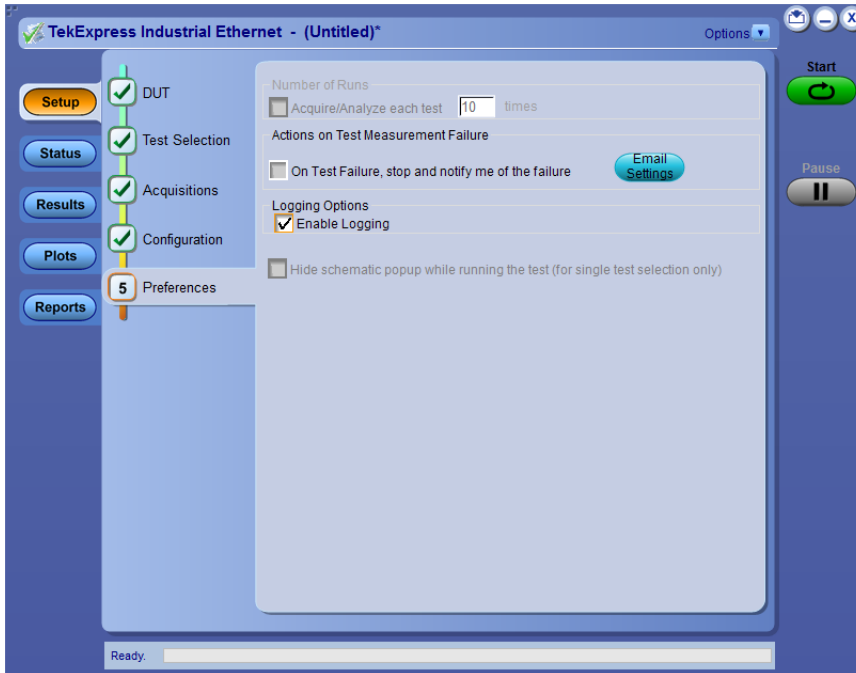 TekExpress Industrial Ethernet - (Untitled)*
Options
Start
Pause
Setup
Status
Results
Plots
Reports
DUT
Test Selection
Acquisitions
Configuration
5 Preferences
Number of Runs
Acquire/Analyze each test 10 times
Actions on Test Measurement Failure
On Test Failure, stop and notify me of the failure
Email
Settings
Logging Options
Enable Logging
Hide schematic popup while running the test (for single test selection only)
Ready.